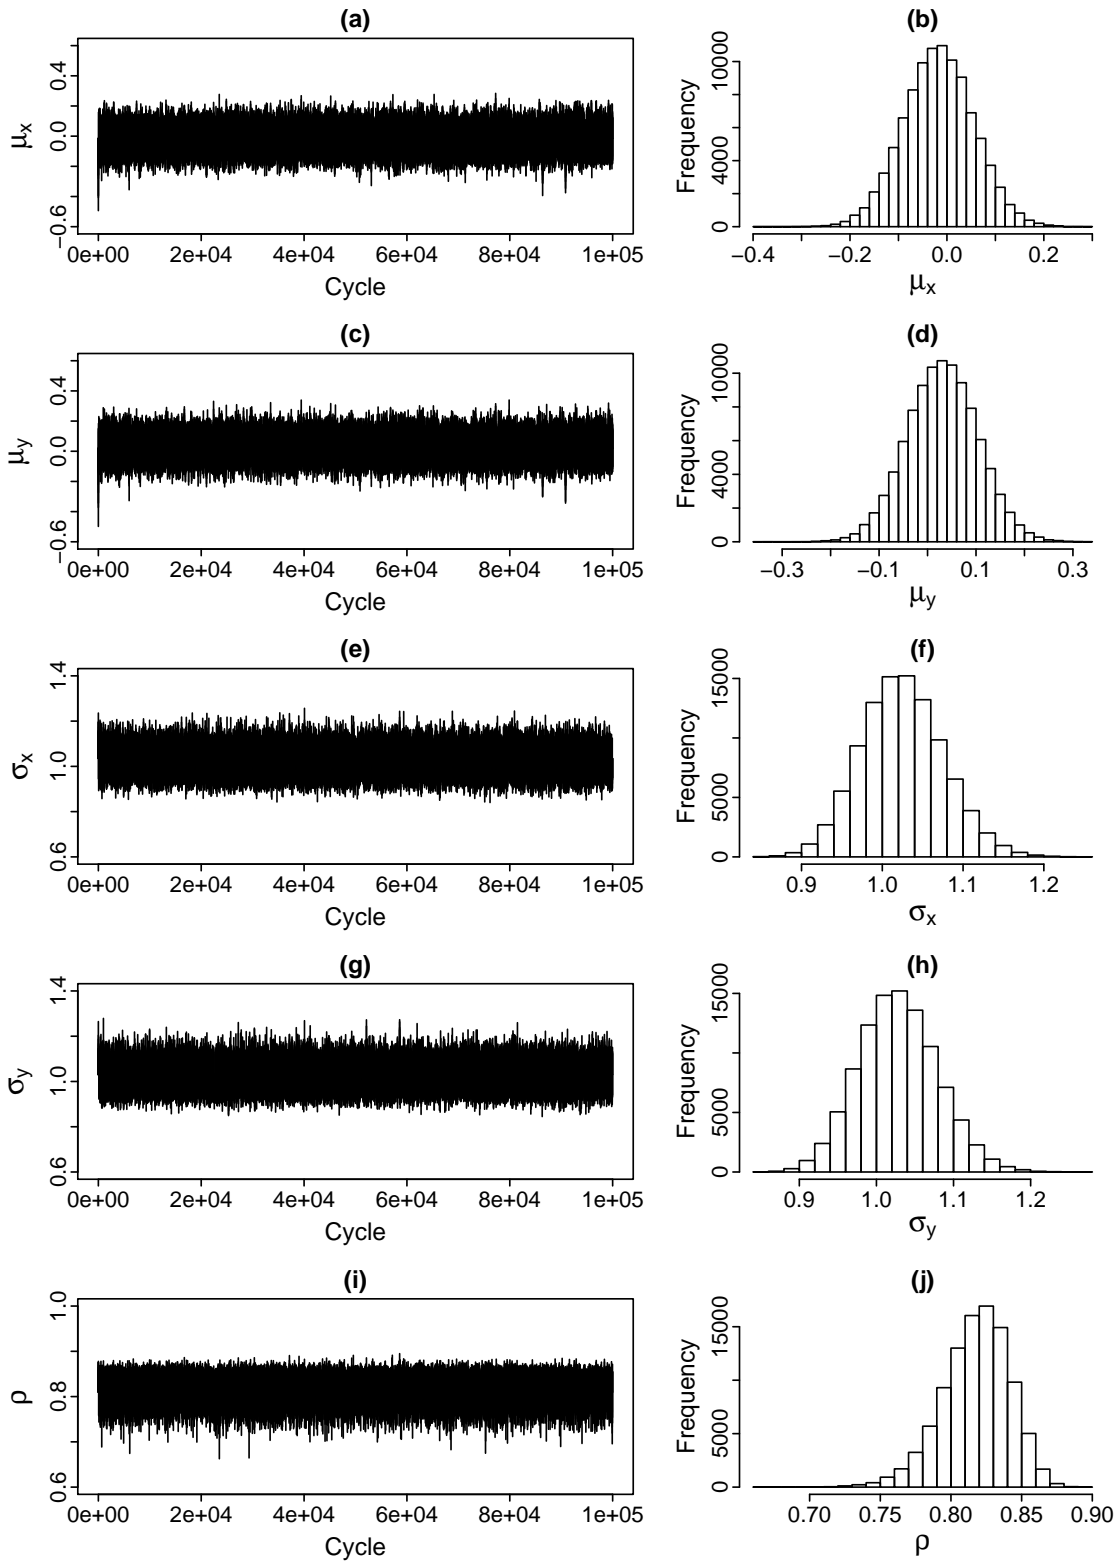 (a)
μx
−0.6 0.0 0.4
0e+00 2e+04 4e+04 6e+04 8e+04 1e+05
Cycle
(b)
Frequency
0 4000 10000
−0.4 −0.2 0.0 0.2
μx
(c)
μy
−0.6 0.0 0.4
0e+00 2e+04 4e+04 6e+04 8e+04 1e+05
Cycle
(d)
Frequency
0 4000 10000
−0.3 −0.1 0.1 0.3
μy
(e)
σx
0.6 1.0 1.4
0e+00 2e+04 4e+04 6e+04 8e+04 1e+05
Cycle
(f)
Frequency
0 5000 15000
0.9 1.0 1.1 1.2
σx
(g)
σy
0.6 1.0 1.4
0e+00 2e+04 4e+04 6e+04 8e+04 1e+05
Cycle
(h)
Frequency
0 5000 15000
0.9 1.0 1.1 1.2
σy
(i)
ρ
0.6 0.8 1.0
0e+00 2e+04 4e+04 6e+04 8e+04 1e+05
Cycle
(j)
Frequency
0 5000 15000
0.70 0.75 0.80 0.85 0.90
ρ